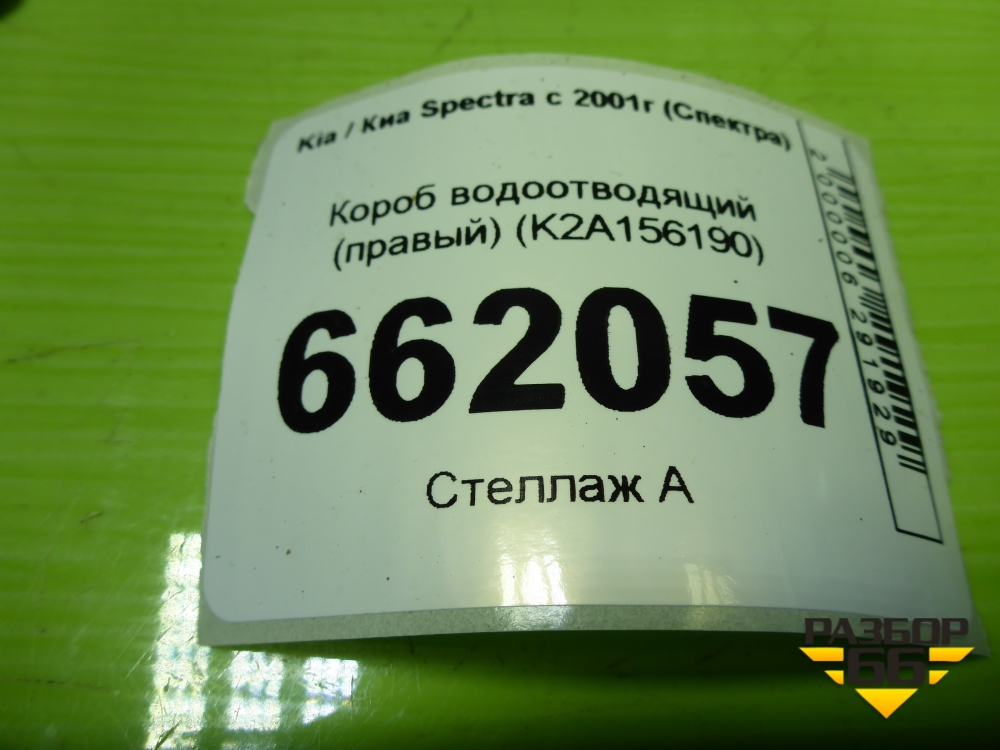 Kia / Киа Spectra с 2001г (Спектра)
Короб водоотводящий
(правый) (K2A156190)
662057
Стеллаж А
2000006291929
РАЗБОР
66